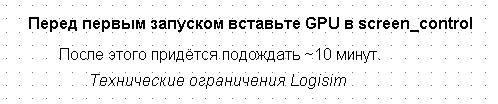 Перед первым запуском вставьте GPU в screen_control
После этого придётся подождать ~10 минут.
Технические ограничения Logisim